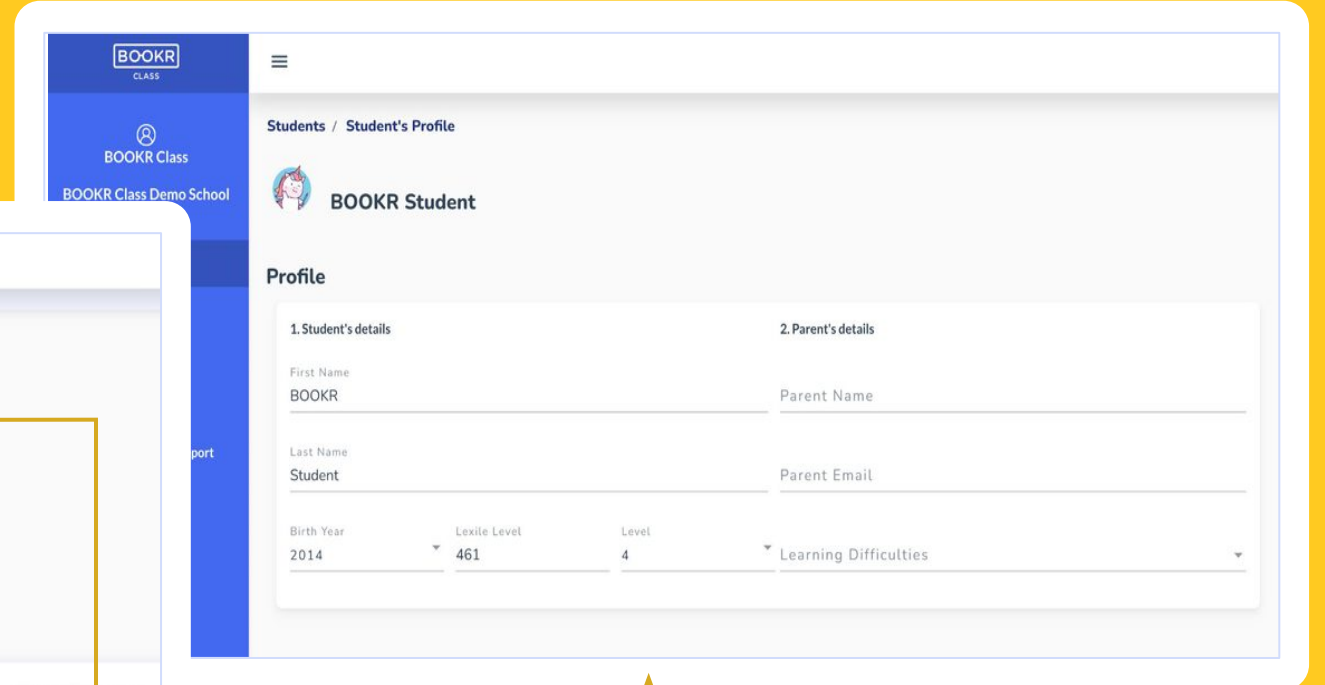 BOOKR
CLASS
BOOKR Class
BOOKR Class Demo School
port
Students / Student's Profile
BOOKR Student
Profile
1. Student's details
2. Parent's details
First Name
BOOKR
Parent Name
Last Name
Student
Parent Email
Birth Year
Lexile Level
Level
2014
461
4
Learning Difficulties